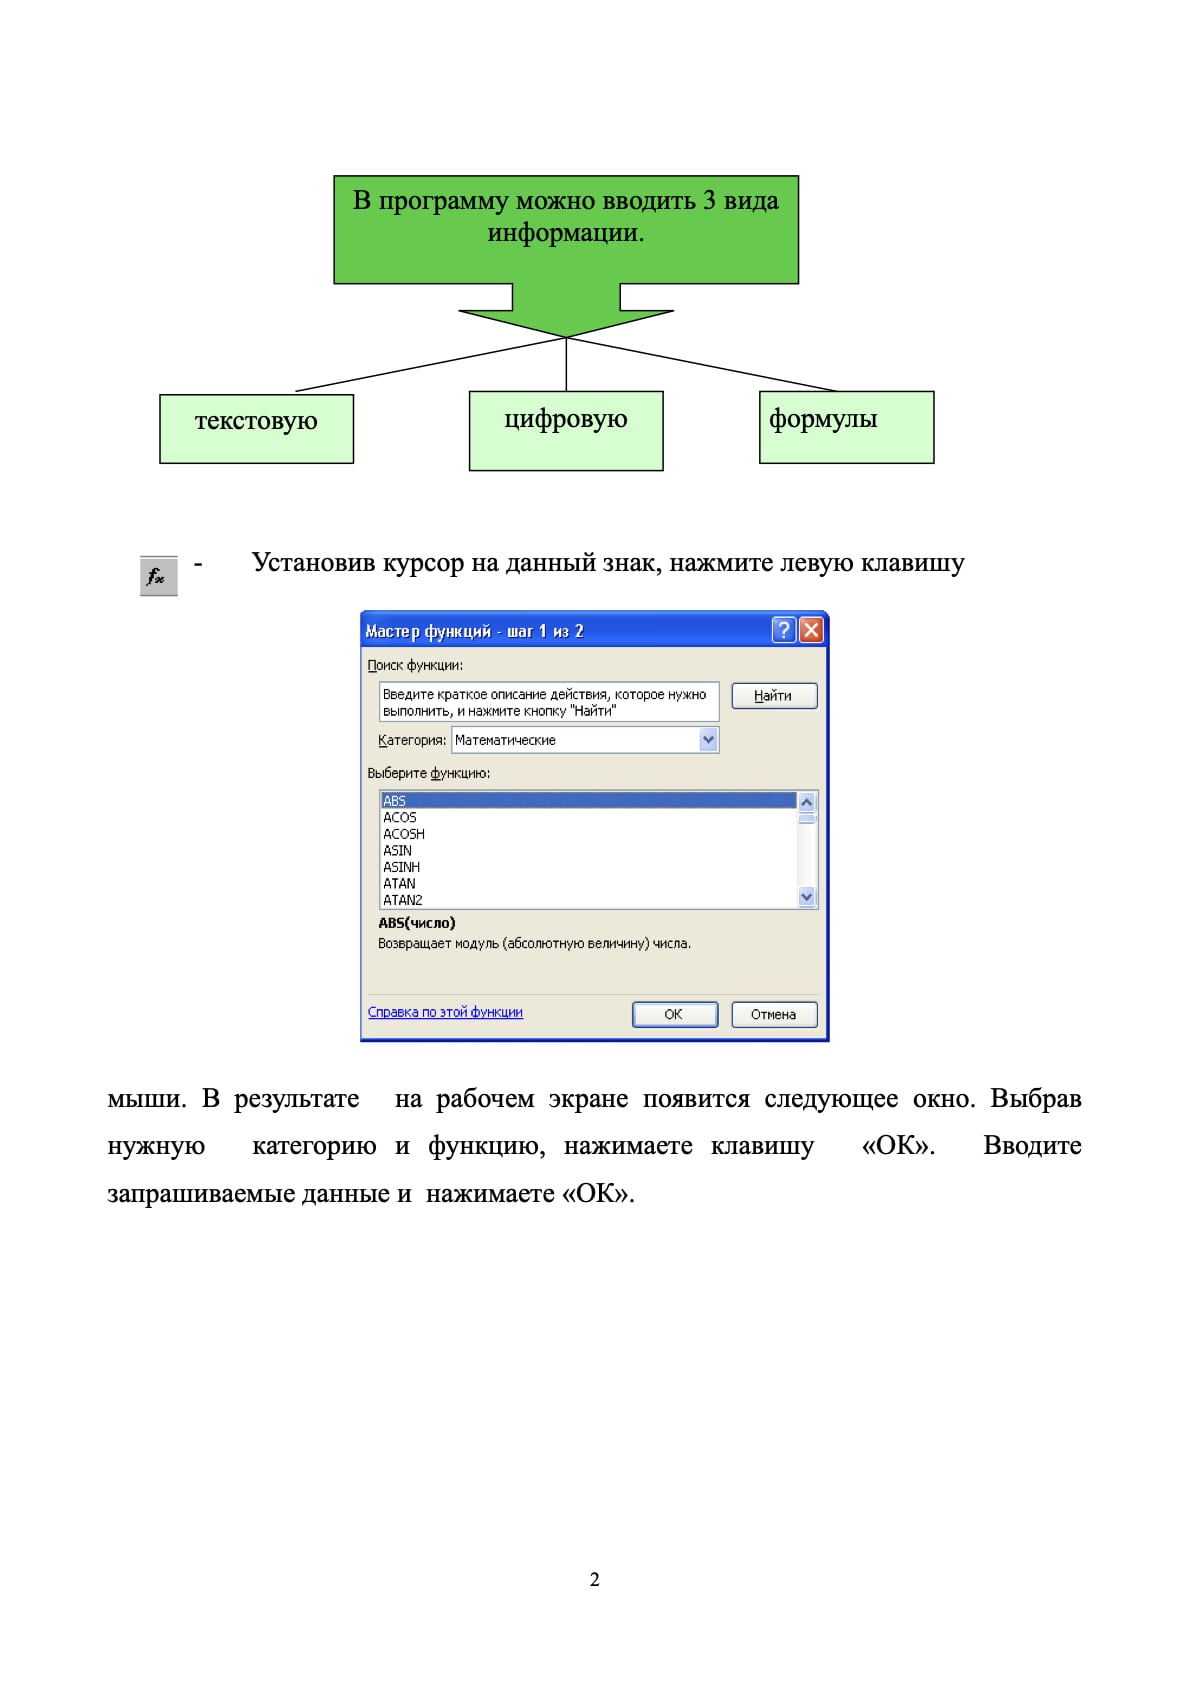 В программу можно вводить 3 вида
информации.
текстовую
цифровую
формулы
fx - Установив курсор на данный знак, нажмите левую клавишу
Мастер функций - шаг 1 из 2
Поиск функции:
Введите краткое описание действия, которое нужно
выполнить, и нажмите кнопку "Найти"
Найти
Категория: Математические
Выберите функцию:
ABS
ACOS
ACOSH
ASIN
ASINH
ATAN
ATAN2
ABS(число)
Возвращает модуль (абсолютную величину) числа.
Справка по этой функции
ОК
Отмена
мыши. В результате на рабочем экране появится следующее окно. Выбрав
нужную категорию и функцию, нажимаете клавишу «ОК». Вводите
запрашиваемые данные и нажимаете «ОК».
2